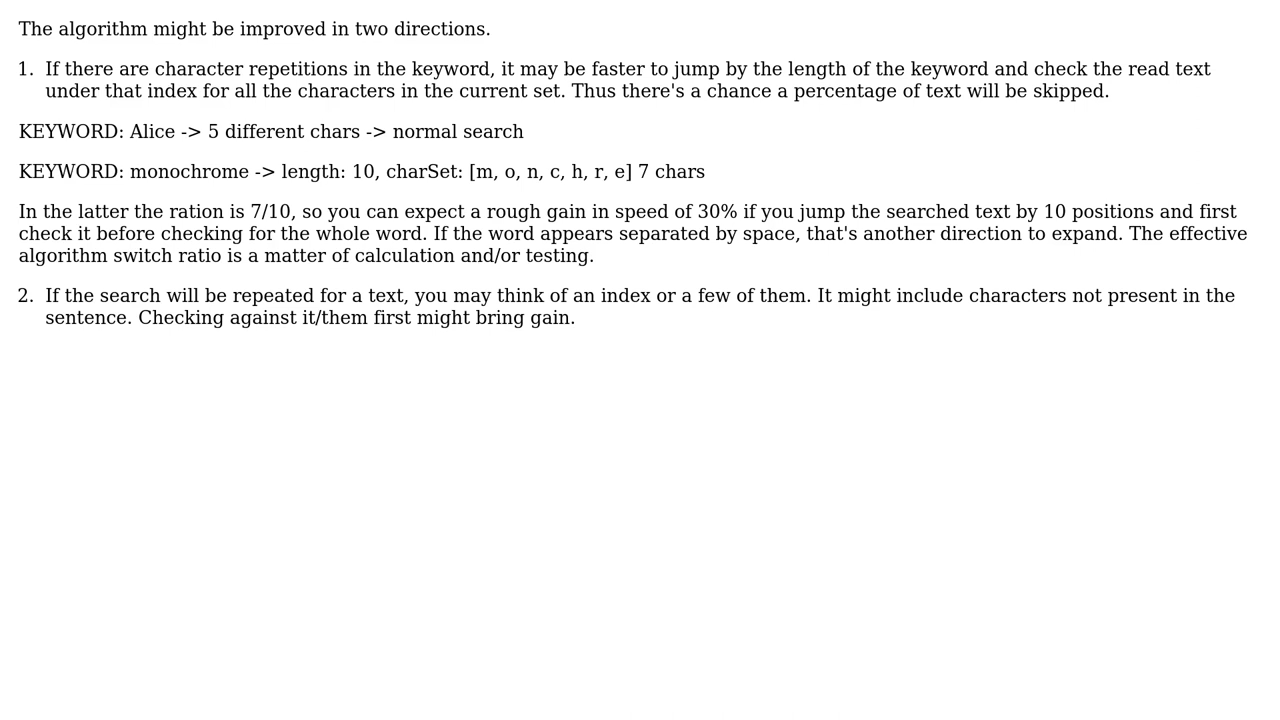 The algorithm might be improved in two directions.
1. If there are character repetitions in the keyword, it may be faster to jump by the length of the keyword and check the read text
under that index for all the characters in the current set. Thus there's a chance a percentage of text will be skipped.
KEYWORD: Alice -> 5 different chars -> normal search
KEYWORD: monochrome -> length: 10, charSet: [m, o, n, c, h, r, e] 7 chars
In the latter the ration is 7/10, so you can expect a rough gain in speed of 30% if you jump the searched text by 10 positions and first
check it before checking for the whole word. If the word appears separated by space, that's another direction to expand. The effective
algorithm switch ratio is a matter of calculation and/or testing.
2. If the search will be repeated for a text, you may think of an index or a few of them. It might include characters not present in the
sentence. Checking against it/them first might bring gain.